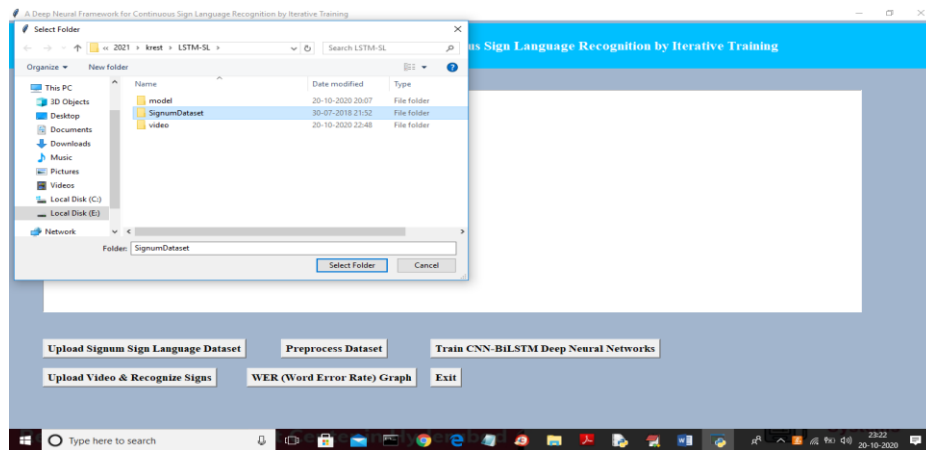 A Deep Neural Framework for Continuous Sign Language Recognition by Iterative Training
Select Folder
us Sign Language Recognition by Iterative Training
« 2021 › krest › LSTM-SL ›
Search LSTM-SL
Organize
New folder
Name
Date modified
Type
This PC
3D Objects
Desktop
Documents
Downloads
Music
Pictures
Videos
Local Disk (C:)
Local Disk (E:)
Network
model
20-10-2020 20:07
File folder
SignumDataset
30-07-2018 21:52
File folder
video
20-10-2020 22:48
File folder
Folder: SignumDataset
Select Folder
Cancel
Upload Signum Sign Language Dataset
Preprocess Dataset
Train CNN-BiLSTM Deep Neural Networks
Upload Video & Recognize Signs
WER (Word Error Rate) Graph
Exit
Type here to search
23:22
20-10-2020